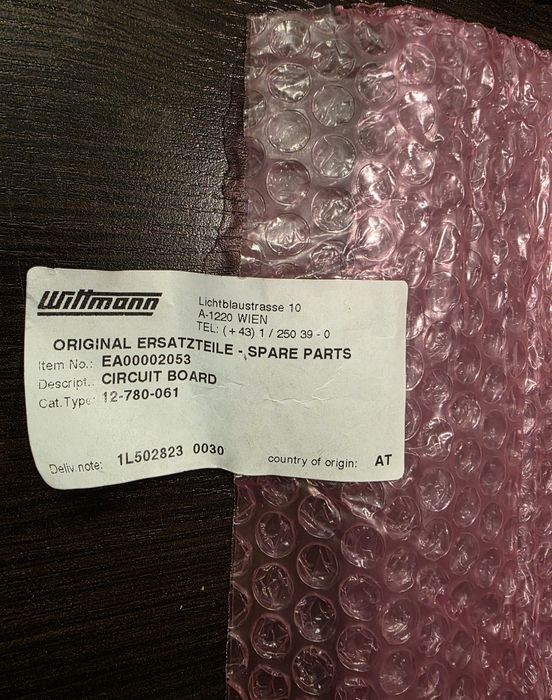 Wittmann
Lichtblaustrasse 10
A-1220 WIEN
TEL: (+43) 1 / 250 39 - 0
ORIGINAL ERSATZTEILE - SPARE PARTS
Item No.: EA00002053
Descript.: CIRCUIT BOARD
Cat.Type: 12-780-061
Deliv.note: 1L502823 0030
country of origin: AT